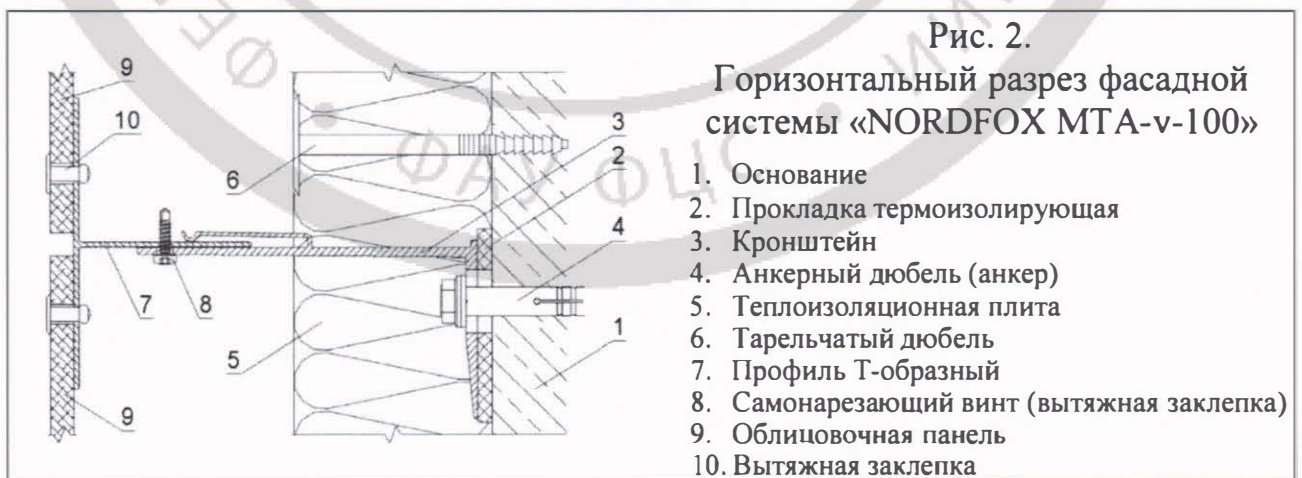 Рис. 2.
Горизонтальный разрез фасадной
системы «NORDFOX MTA-v-100»
1. Основание
2. Прокладка термоизолирующая
3. Кронштейн
4. Анкерный дюбель (анкер)
5. Теплоизоляционная плита
6. Тарельчатый дюбель
7. Профиль Т-образный
8. Самонарезающий винт (вытяжная заклепка)
9. Облицовочная панель
10. Вытяжная заклепка
9
10
6
3
2
4
7
8
5
1
9
ФАУ ФЦС